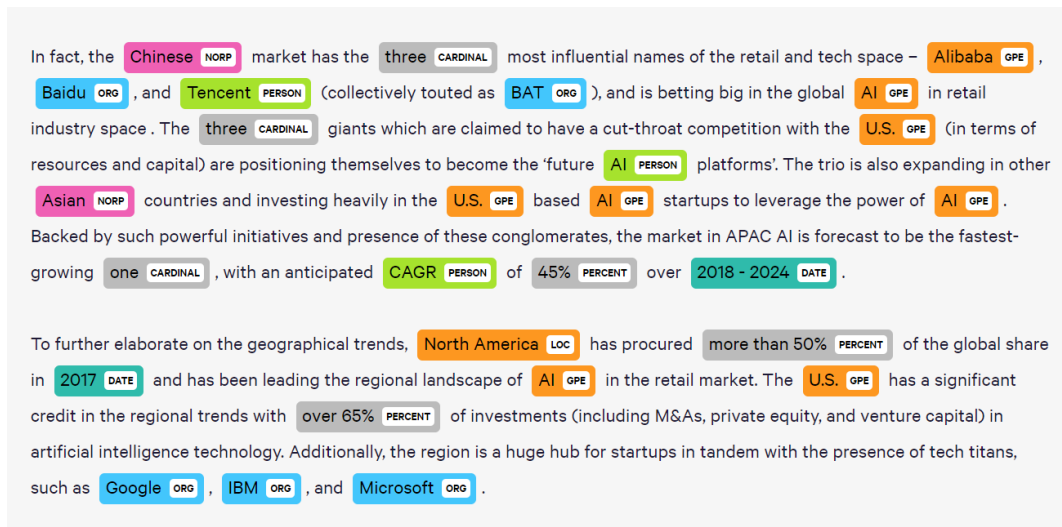 In fact, the Chinese NORP market has the three CARDINAL most influential names of the retail and tech space – Alibaba GPE ,
Baidu ORG , and Tencent PERSON (collectively touted as BAT ORG ), and is betting big in the global AI GPE in retail
industry space . The three CARDINAL giants which are claimed to have a cut-throat competition with the U.S. GPE (in terms of
resources and capital) are positioning themselves to become the ‘future AI PERSON platforms’. The trio is also expanding in other
Asian NORP countries and investing heavily in the U.S. GPE based AI GPE startups to leverage the power of AI GPE .
Backed by such powerful initiatives and presence of these conglomerates, the market in APAC AI is forecast to be the fastest-
growing one CARDINAL , with an anticipated CAGR PERSON of 45% PERCENT over 2018 - 2024 DATE .
To further elaborate on the geographical trends, North America LOC has procured more than 50% PERCENT of the global share
in 2017 DATE and has been leading the regional landscape of AI GPE in the retail market. The U.S. GPE has a significant
credit in the regional trends with over 65% PERCENT of investments (including M&As, private equity, and venture capital) in
artificial intelligence technology. Additionally, the region is a huge hub for startups in tandem with the presence of tech titans,
such as Google ORG , IBM ORG , and Microsoft ORG .